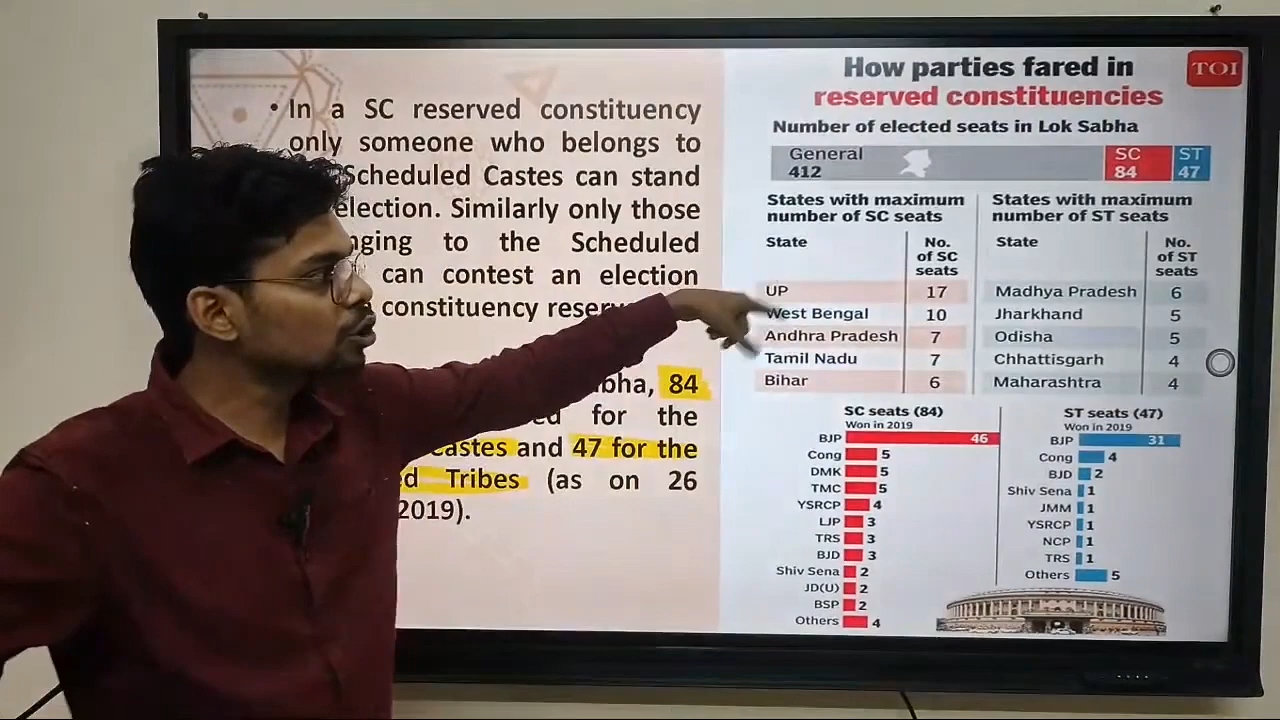 • In a SC reserved constituency
only someone who belongs to
Scheduled Castes can stand
election. Similarly only those
to the Scheduled
can contest an election
constituency
84
for the
and 47 for the
Tribes (as on 26
2019).
How parties fared in
reserved constituencies
TOI
Number of elected seats in Lok Sabha
General
412
SC
84
ST
47
States with maximum
number of SC seats
State No. of SC seats
UP 17
West Bengal 10
Andhra Pradesh 7
Tamil Nadu 7
Bihar 6
States with maximum
number of ST seats
State No. of ST seats
Madhya Pradesh 6
Jharkhand 5
Odisha 5
Chhattisgarh 4
Maharashtra 4
SC seats (84)
Won in 2019
BJP 46
Cong 5
DMK 5
TMC 5
YSRCP 4
LJP 3
TRS 3
BJD 3
Shiv Sena 2
JD(U) 2
BSP 2
Others 4
ST seats (47)
Won in 2019
BJP 31
Cong 4
BJD 2
Shiv Sena 1
JMM 1
YSRCP 1
NCP 1
TRS 1
Others 5